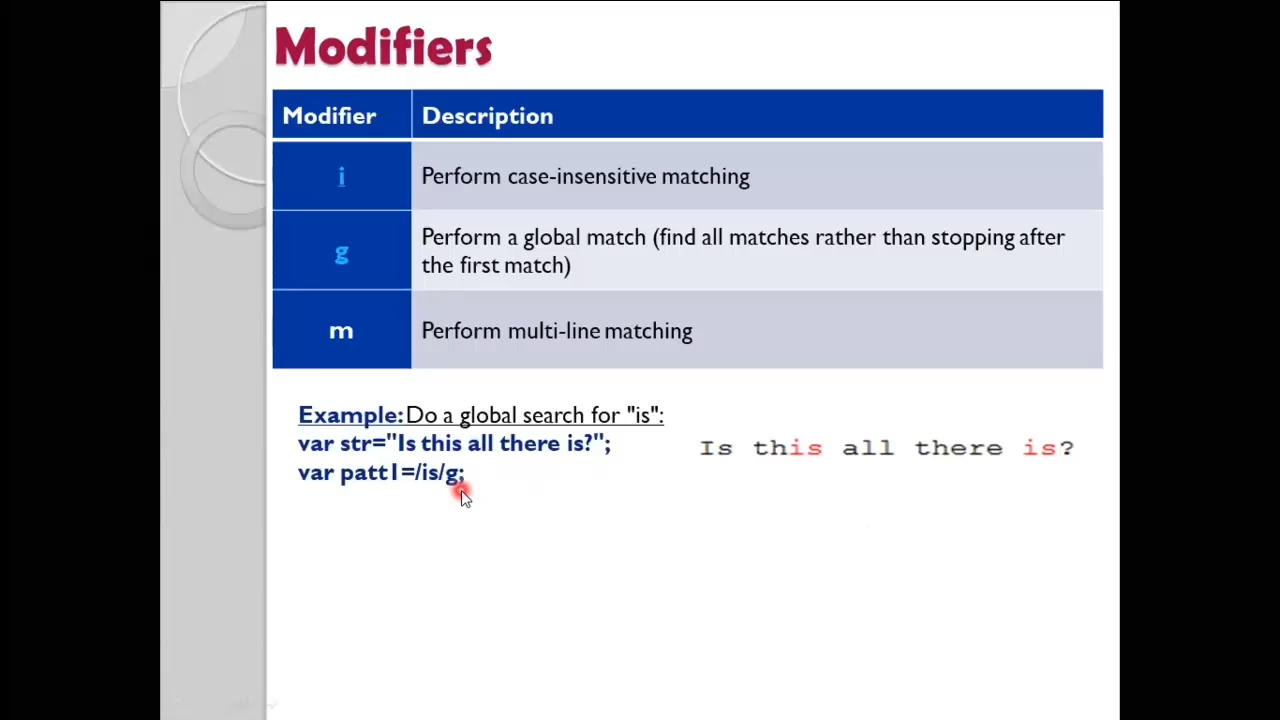 Modifiers
Modifier Description
i Perform case-insensitive matching
g Perform a global match (find all matches rather than stopping after
the first match)
m Perform multi-line matching
Example: Do a global search for "is":
var str="Is this all there is?";
var patt1=/is/g;
Is this all there is?